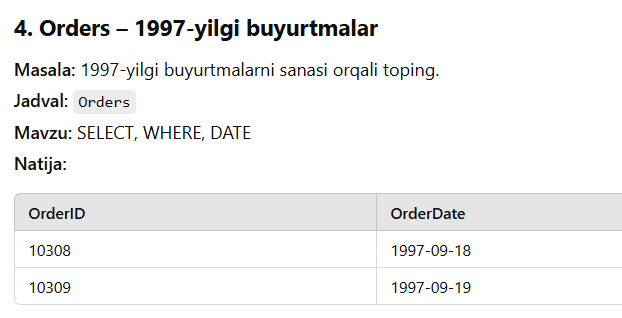 4. Orders – 1997-yilgi buyurtmalar
Masala: 1997-yilgi buyurtmalarni sanasi orqali toping.
Jadval: Orders
Mavzu: SELECT, WHERE, DATE
Natija:
OrderID OrderDate
10308 1997-09-18
10309 1997-09-19